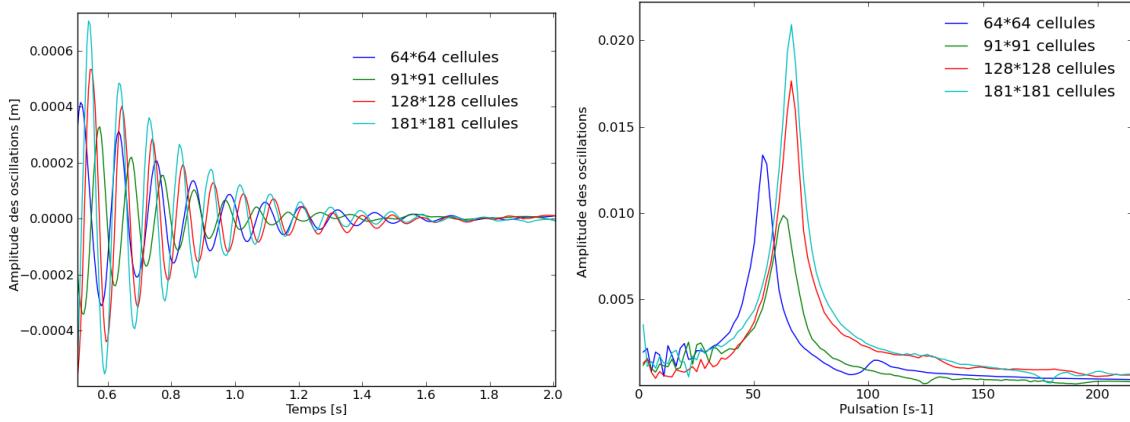 Amplitude des oscillations [m]
0.0006
0.0004
0.0002
0.0000
−0.0002
−0.0004
64*64 cellules
91*91 cellules
128*128 cellules
181*181 cellules
0.6 0.8 1.0 1.2 1.4 1.6 1.8 2.0
Temps [s]
Amplitude des oscillations
0.020
0.015
0.010
0.005
64*64 cellules
91*91 cellules
128*128 cellules
181*181 cellules
0 50 100 150 200
Pulsation [s-1]